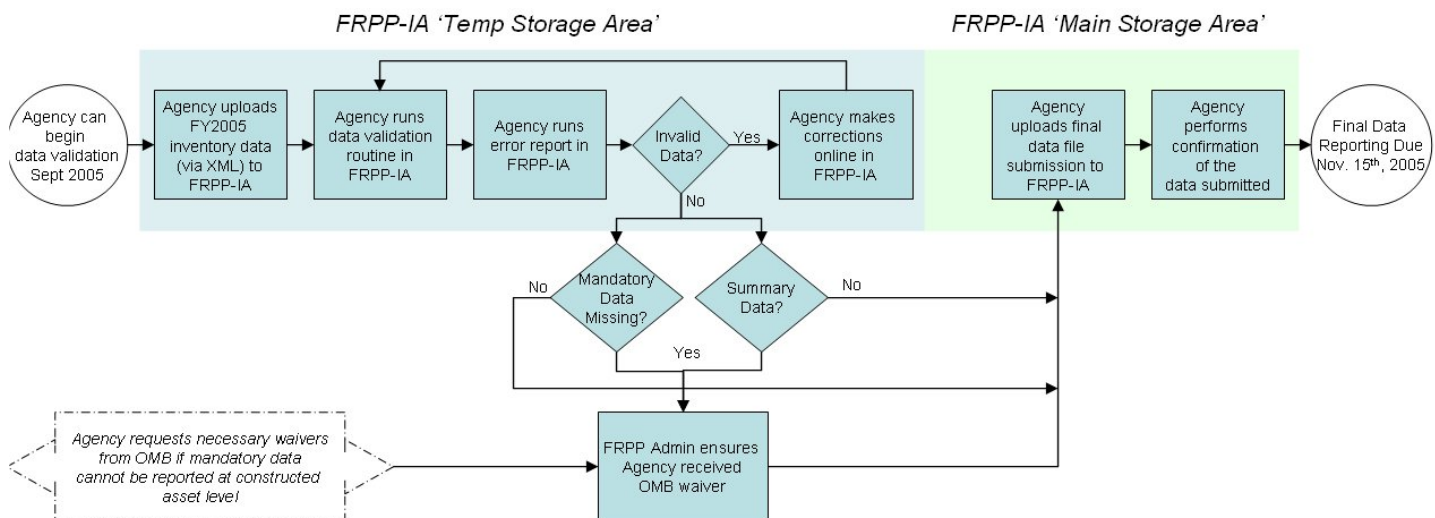 FRPP-IA ‘Temp Storage Area’
FRPP-IA ‘Main Storage Area’
Agency can
begin
data validation
Sept 2005
Agency uploads
FY2005
inventory data
(via XML) to
FRPP-IA
Agency runs
data validation
routine in
FRPP-IA
Agency runs
error report in
FRPP-IA
Invalid
Data?
Yes
Agency makes
corrections
online in
FRPP-IA
Agency
uploads final
data file
submission to
FRPP-IA
Agency
performs
confirmation
of the
data submitted
Final Data
Reporting Due
Nov. 15th, 2005
No
No
Mandatory
Data
Missing?
Summary
Data?
No
Yes
Agency requests necessary waivers
from OMB if mandatory data
cannot be reported at constructed
asset level
FRPP Admin ensures
Agency received
OMB waiver